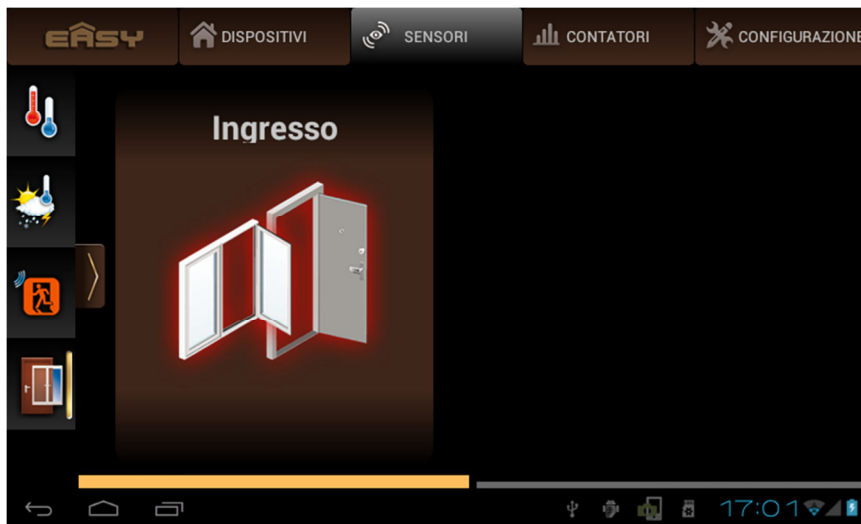 EASY
DISPOSITIVI
SENSORI
CONTATORI
CONFIGURAZIONE
Ingresso
17:01